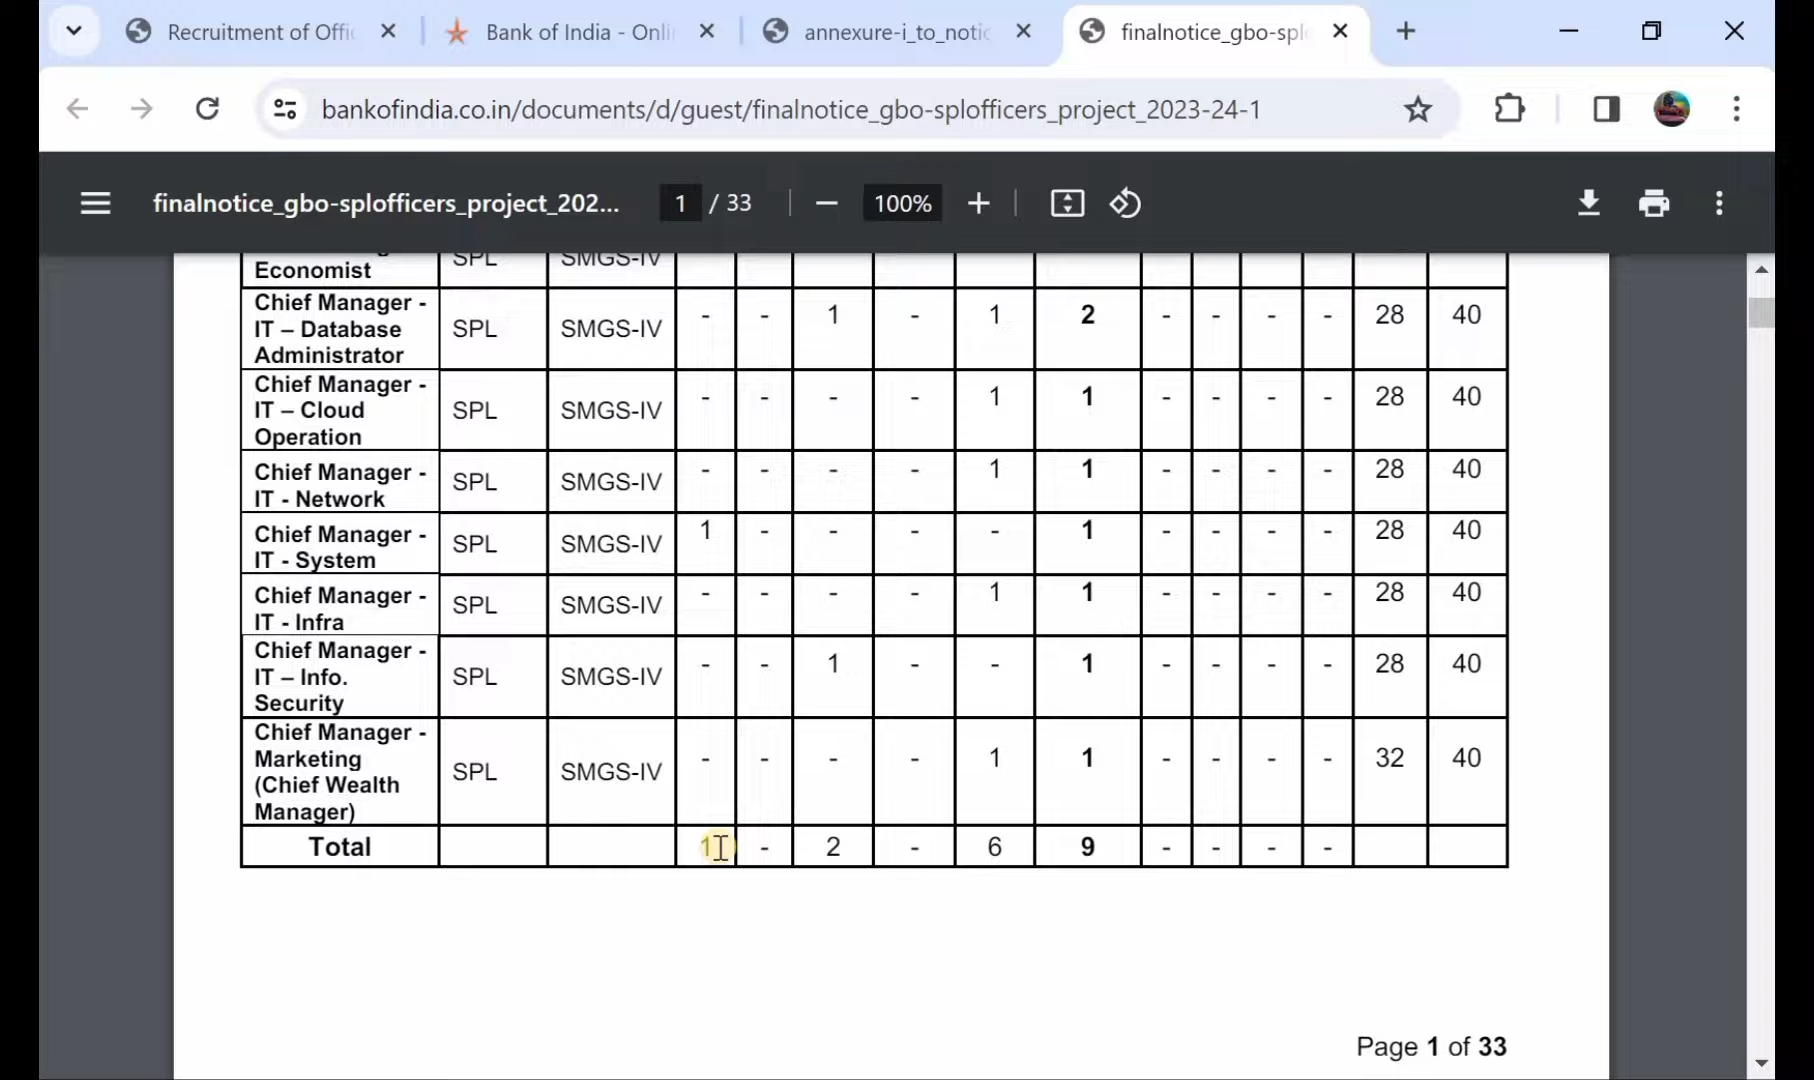 Recruitment of Offi
Bank of India - Onli
annexure-i_to_notic
finalnotice_gbo-spl
bankofindia.co.in/documents/d/guest/finalnotice_gbo-splofficers_project_2023-24-1
finalnotice_gbo-splofficers_project_202... 1 / 33 100%
Economist SPL SMGS-IV
Chief Manager -
IT – Database
Administrator
SPL SMGS-IV - - 1 - 1 2 - - - - 28 40
Chief Manager -
IT – Cloud
Operation
SPL SMGS-IV - - - - 1 1 - - - - 28 40
Chief Manager -
IT - Network
SPL SMGS-IV - - - - 1 1 - - - - 28 40
Chief Manager -
IT - System
SPL SMGS-IV 1 - - - - 1 - - - - 28 40
Chief Manager -
IT - Infra
SPL SMGS-IV - - - - 1 1 - - - - 28 40
Chief Manager -
IT – Info.
Security
SPL SMGS-IV - - 1 - - 1 - - - - 28 40
Chief Manager -
Marketing
(Chief Wealth
Manager)
SPL SMGS-IV - - - - 1 1 - - - - 32 40
Total 1 - 2 - 6 9 - - - -
Page 1 of 33